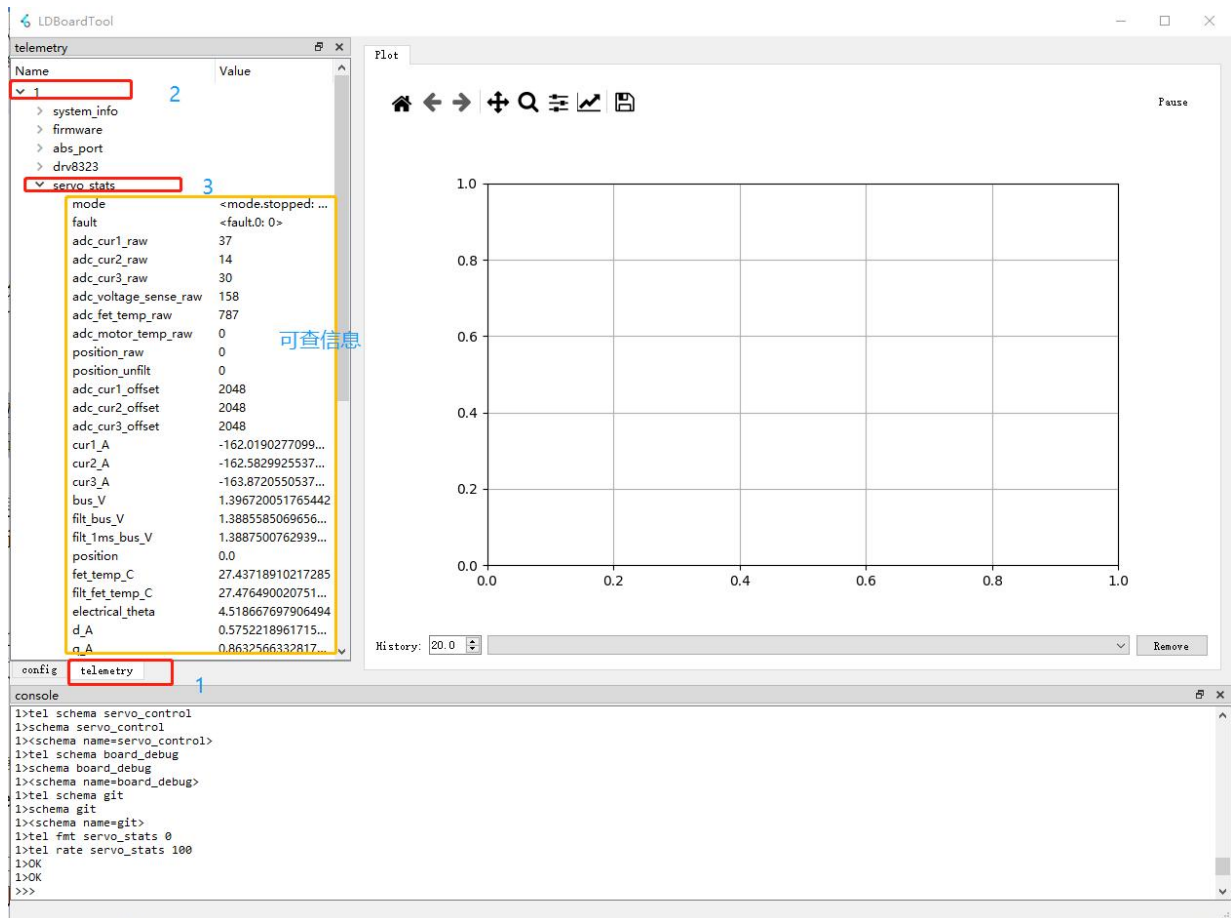 LDBoardTool
telemetry
Name Value
1
2
system_info
firmware
abs_port
drv8323
servo_stats
3
mode <mode.stopped: ...
fault <fault.0: 0>
adc_cur1_raw 37
adc_cur2_raw 14
adc_cur3_raw 30
adc_voltage_sense_raw 158
adc_fet_temp_raw 787
adc_motor_temp_raw 0
可查信息
position_raw 0
position_unfilt 0
adc_cur1_offset 2048
adc_cur2_offset 2048
adc_cur3_offset 2048
cur1_A -162.0190277099...
cur2_A -162.5829925537...
cur3_A -163.8720550537...
bus_V 1.396720051765442
filt_bus_V 1.3885585069656...
filt_1ms_bus_V 1.3887500762939...
position 0.0
fet_temp_C 27.43718910217285
filt_fet_temp_C 27.476490020751...
electrical_theta 4.518667697906494
d_A 0.5752218961715...
q_A 0.8632566332817...
config telemetry
1
Plot
Pause
1.0
0.8
0.6
0.4
0.2
0.0
0.0 0.2 0.4 0.6 0.8 1.0
History: 20.0 Remove
console
1>tel schema servo_control
1>schema servo_control
1><schema name=servo_control>
1>tel schema board_debug
1>schema board_debug
1><schema name=board_debug>
1>tel schema git
1>schema git
1><schema name=git>
1>tel fmt servo_stats 0
1>tel rate servo_stats 100
1>OK
1>OK
>>>